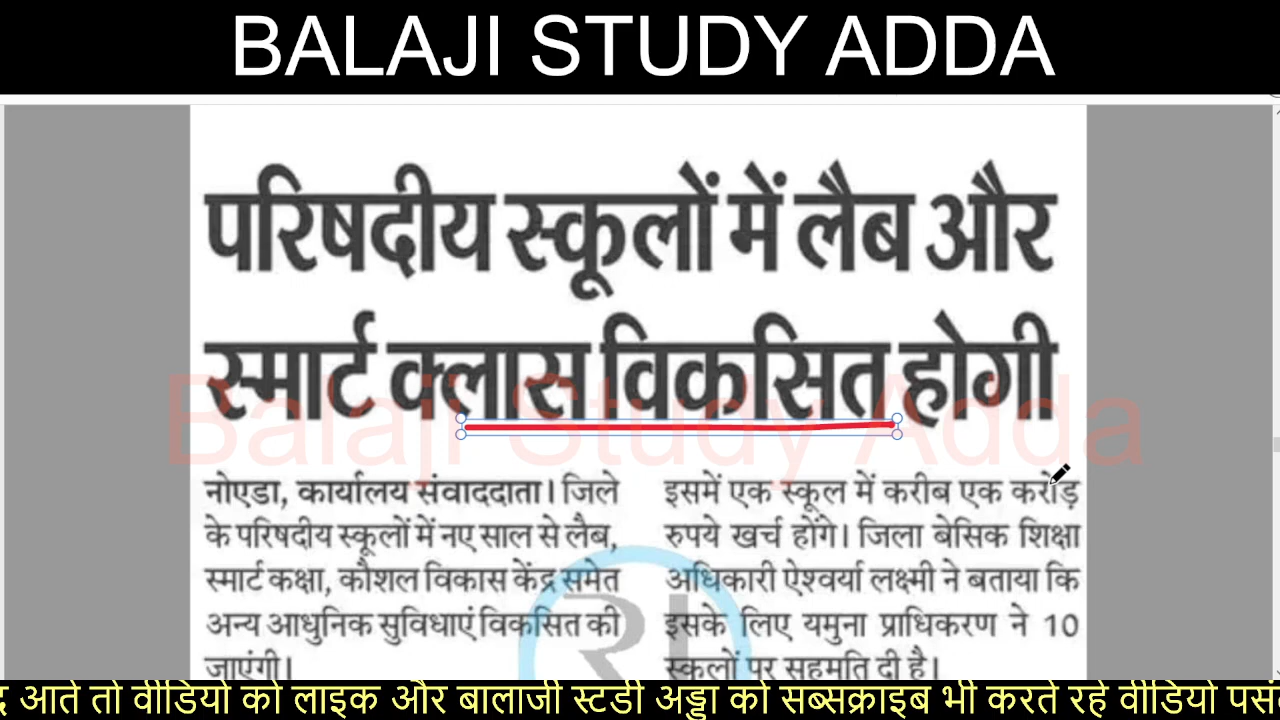 BALAJI STUDY ADDA
परिषदीय स्कूलों में लैब और
स्मार्ट क्लास विकसित होगी
Balaji Study Adda
नोएडा, कार्यालय संवाददाता। जिले
के परिषदीय स्कूलों में नए साल से लैब,
स्मार्ट कक्षा, कौशल विकास केंद्र समेत
अन्य आधुनिक सुविधाएं विकसित की
जाएंगी।
इसमें एक स्कूल में करीब एक करोड़
रुपये खर्च होंगे। जिला बेसिक शिक्षा
अधिकारी ऐश्वर्या लक्ष्मी ने बताया कि
इसके लिए यमुना प्राधिकरण ने 10
स्कूलों पर सहमति दी है।
आते तो वीडियो को लाइक और बालाजी स्टडी अड्डा को सब्सक्राइब भी करते रहे वीडियो